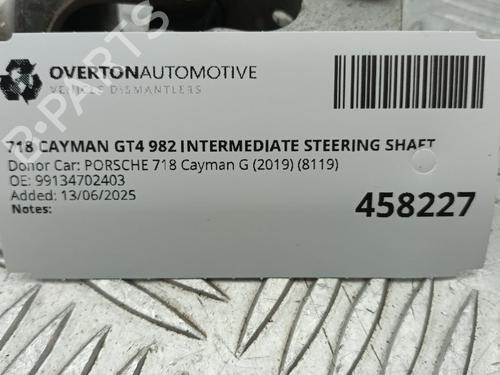 OVERTONAUTOMOTIVE
VEHICLE DISMANTLERS
718 CAYMAN GT4 982 INTERMEDIATE STEERING SHAFT
Donor Car: PORSCHE 718 Cayman G (2019) (8119)
OE: 99134702403
Added: 13/06/2025
Notes:
458227
B-PARTS